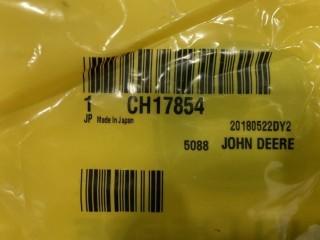 1 CH17854
JP Made In Japan
20180522DY2
5088 JOHN DEERE